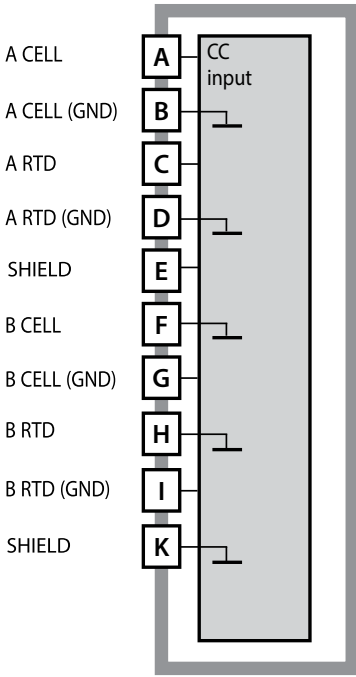 A CELL A CC
input
A CELL (GND) B
A RTD C
A RTD (GND) D
SHIELD E
B CELL F
B CELL (GND) G
B RTD H
B RTD (GND) I
SHIELD K